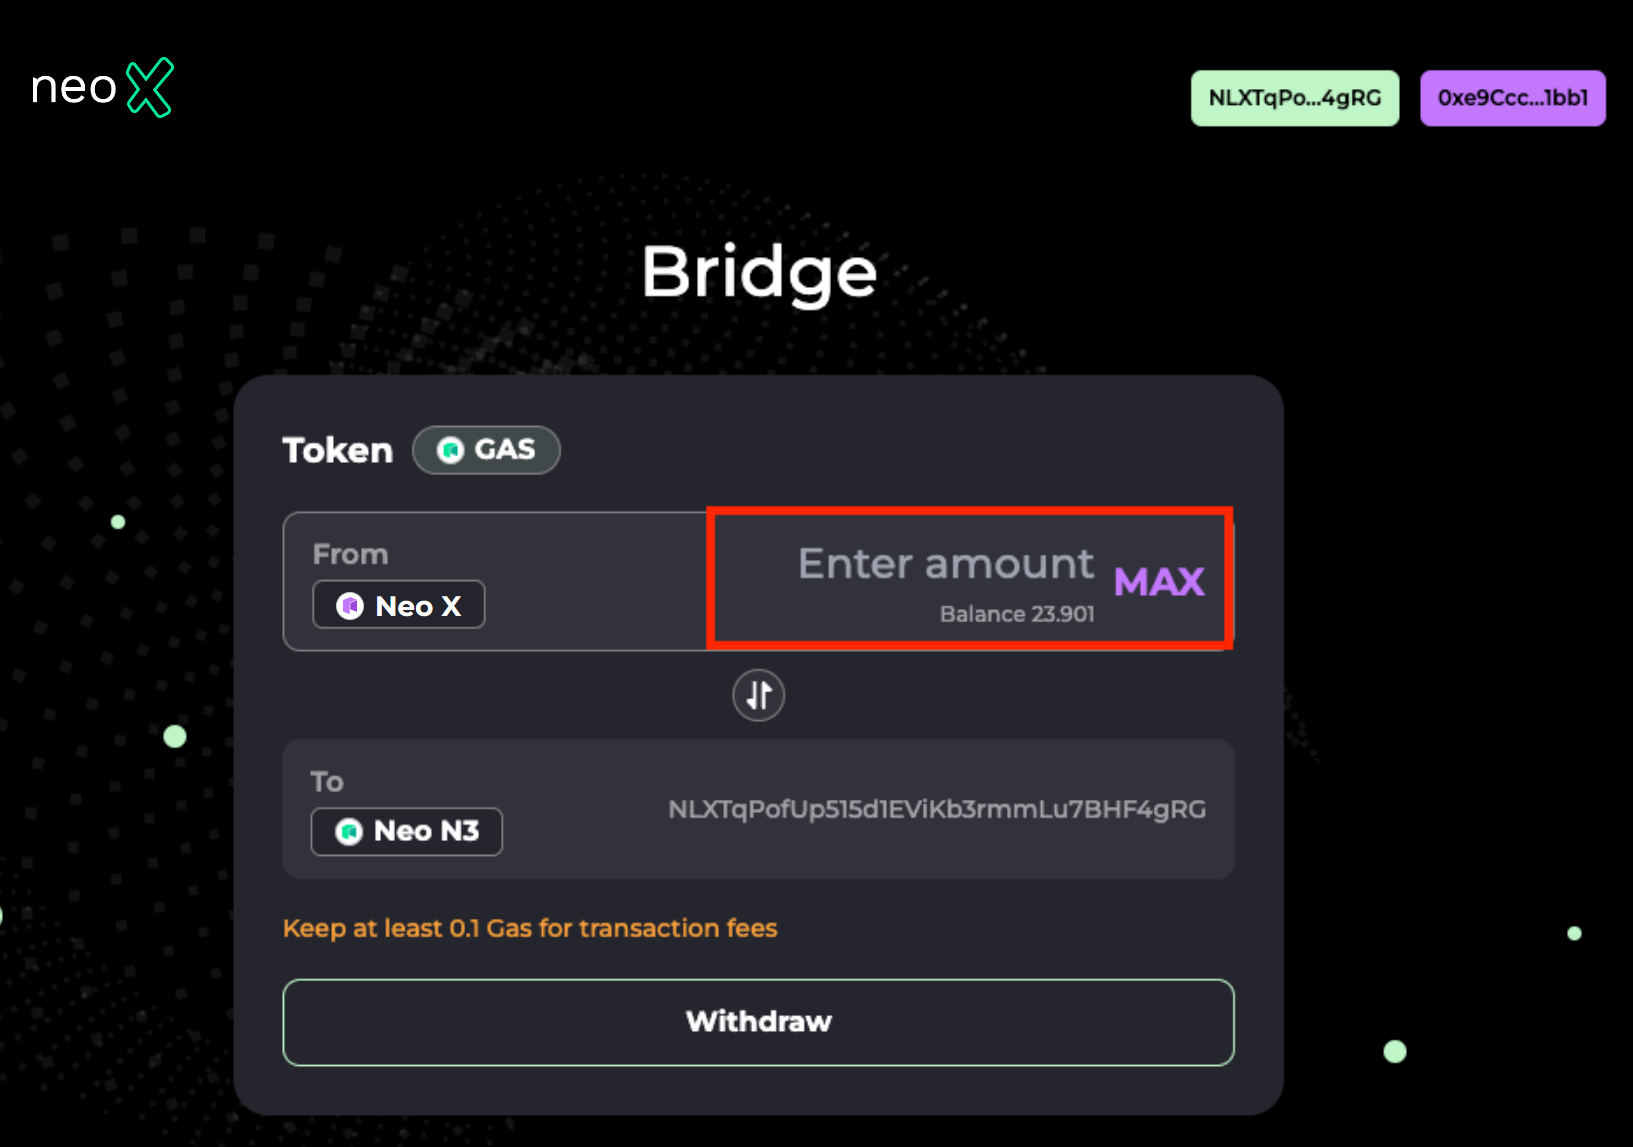 neo X
NLXTqPo...4gRG
0xe9Ccc...1bb1
Bridge
Token GAS
From
Neo X
Enter amount
MAX
Balance 23.901
To
Neo N3
NLXTqPofUp515d1EViKb3rmmLu7BHF4gRG
Keep at least 0.1 Gas for transaction fees
Withdraw